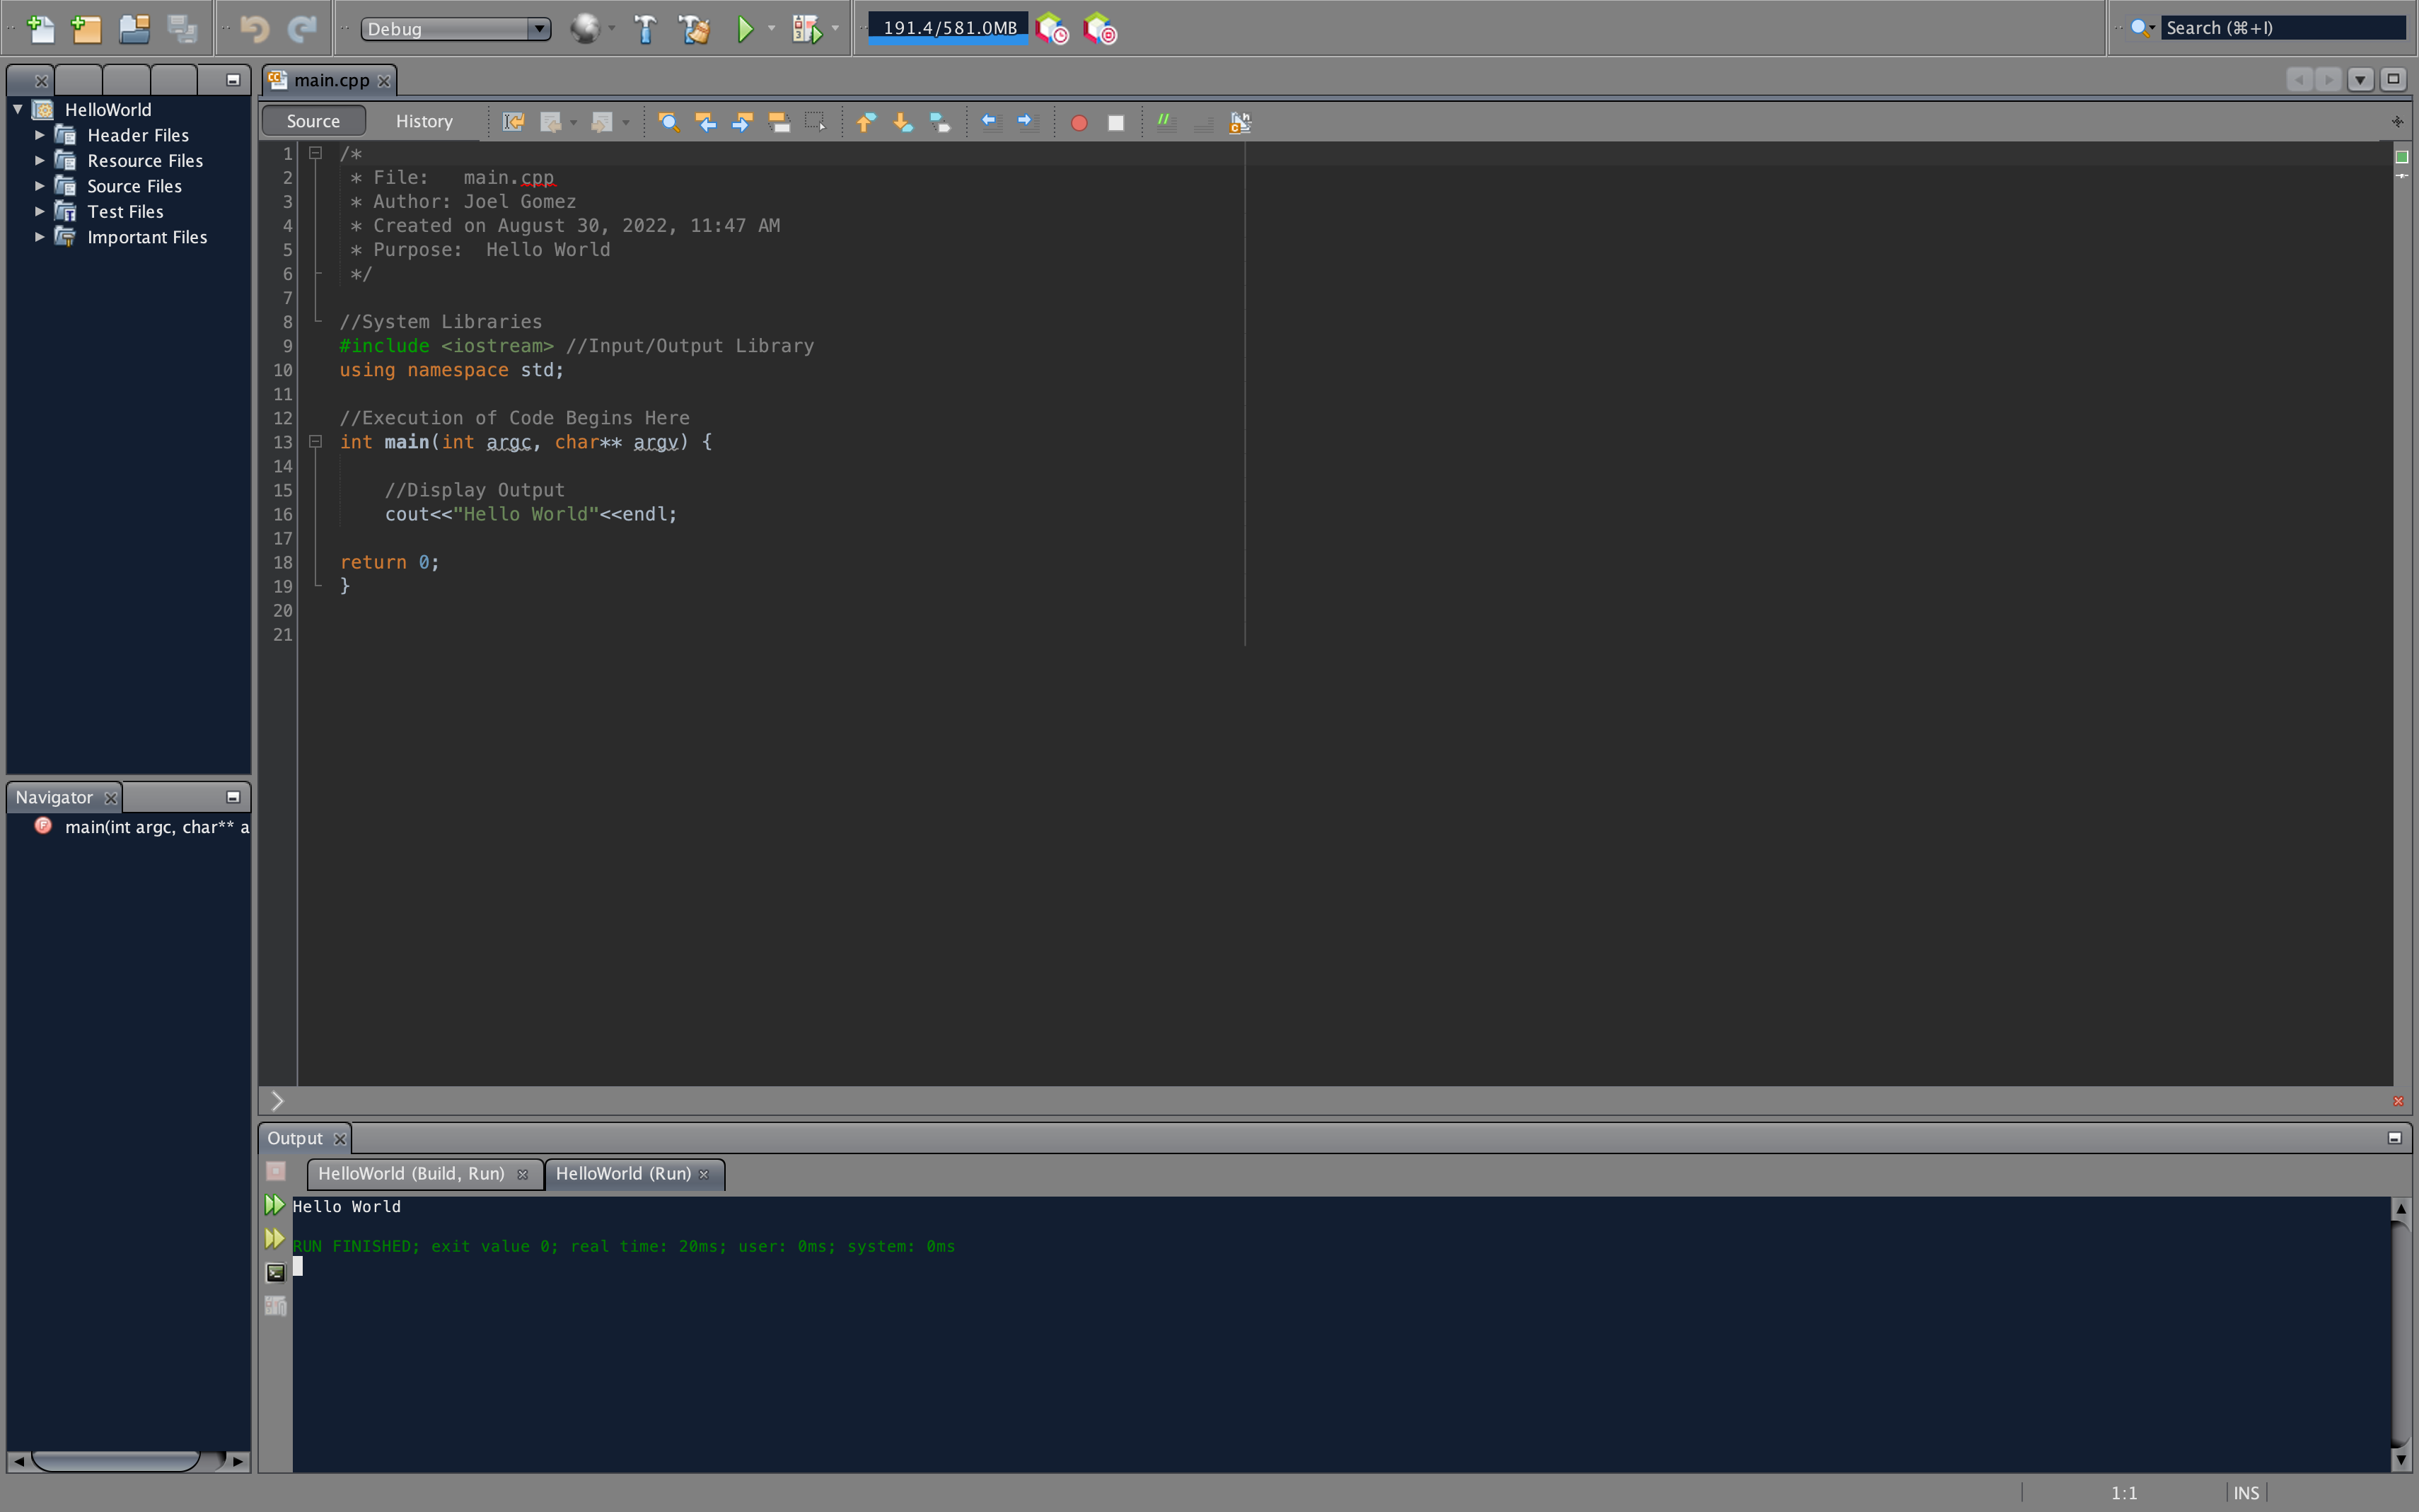 Debug
191.4/581.0MB
Search (⌘+I)
main.cpp
HelloWorld
Header Files
Resource Files
Source Files
Test Files
Important Files
Source History
1 /*
2  * File:   main.cpp
3  * Author: Joel Gomez
4  * Created on August 30, 2022, 11:47 AM
5  * Purpose:  Hello World
6  */
7
8 //System Libraries
9 #include <iostream> //Input/Output Library
10 using namespace std;
11
12 //Execution of Code Begins Here
13 int main(int argc, char** argv) {
14
15     //Display Output
16     cout<<"Hello World"<<endl;
17
18 return 0;
19 }
20
21
Navigator
main(int argc, char** a
Output
HelloWorld (Build, Run) HelloWorld (Run)
Hello World
RUN FINISHED; exit value 0; real time: 20ms; user: 0ms; system: 0ms
1:1 INS